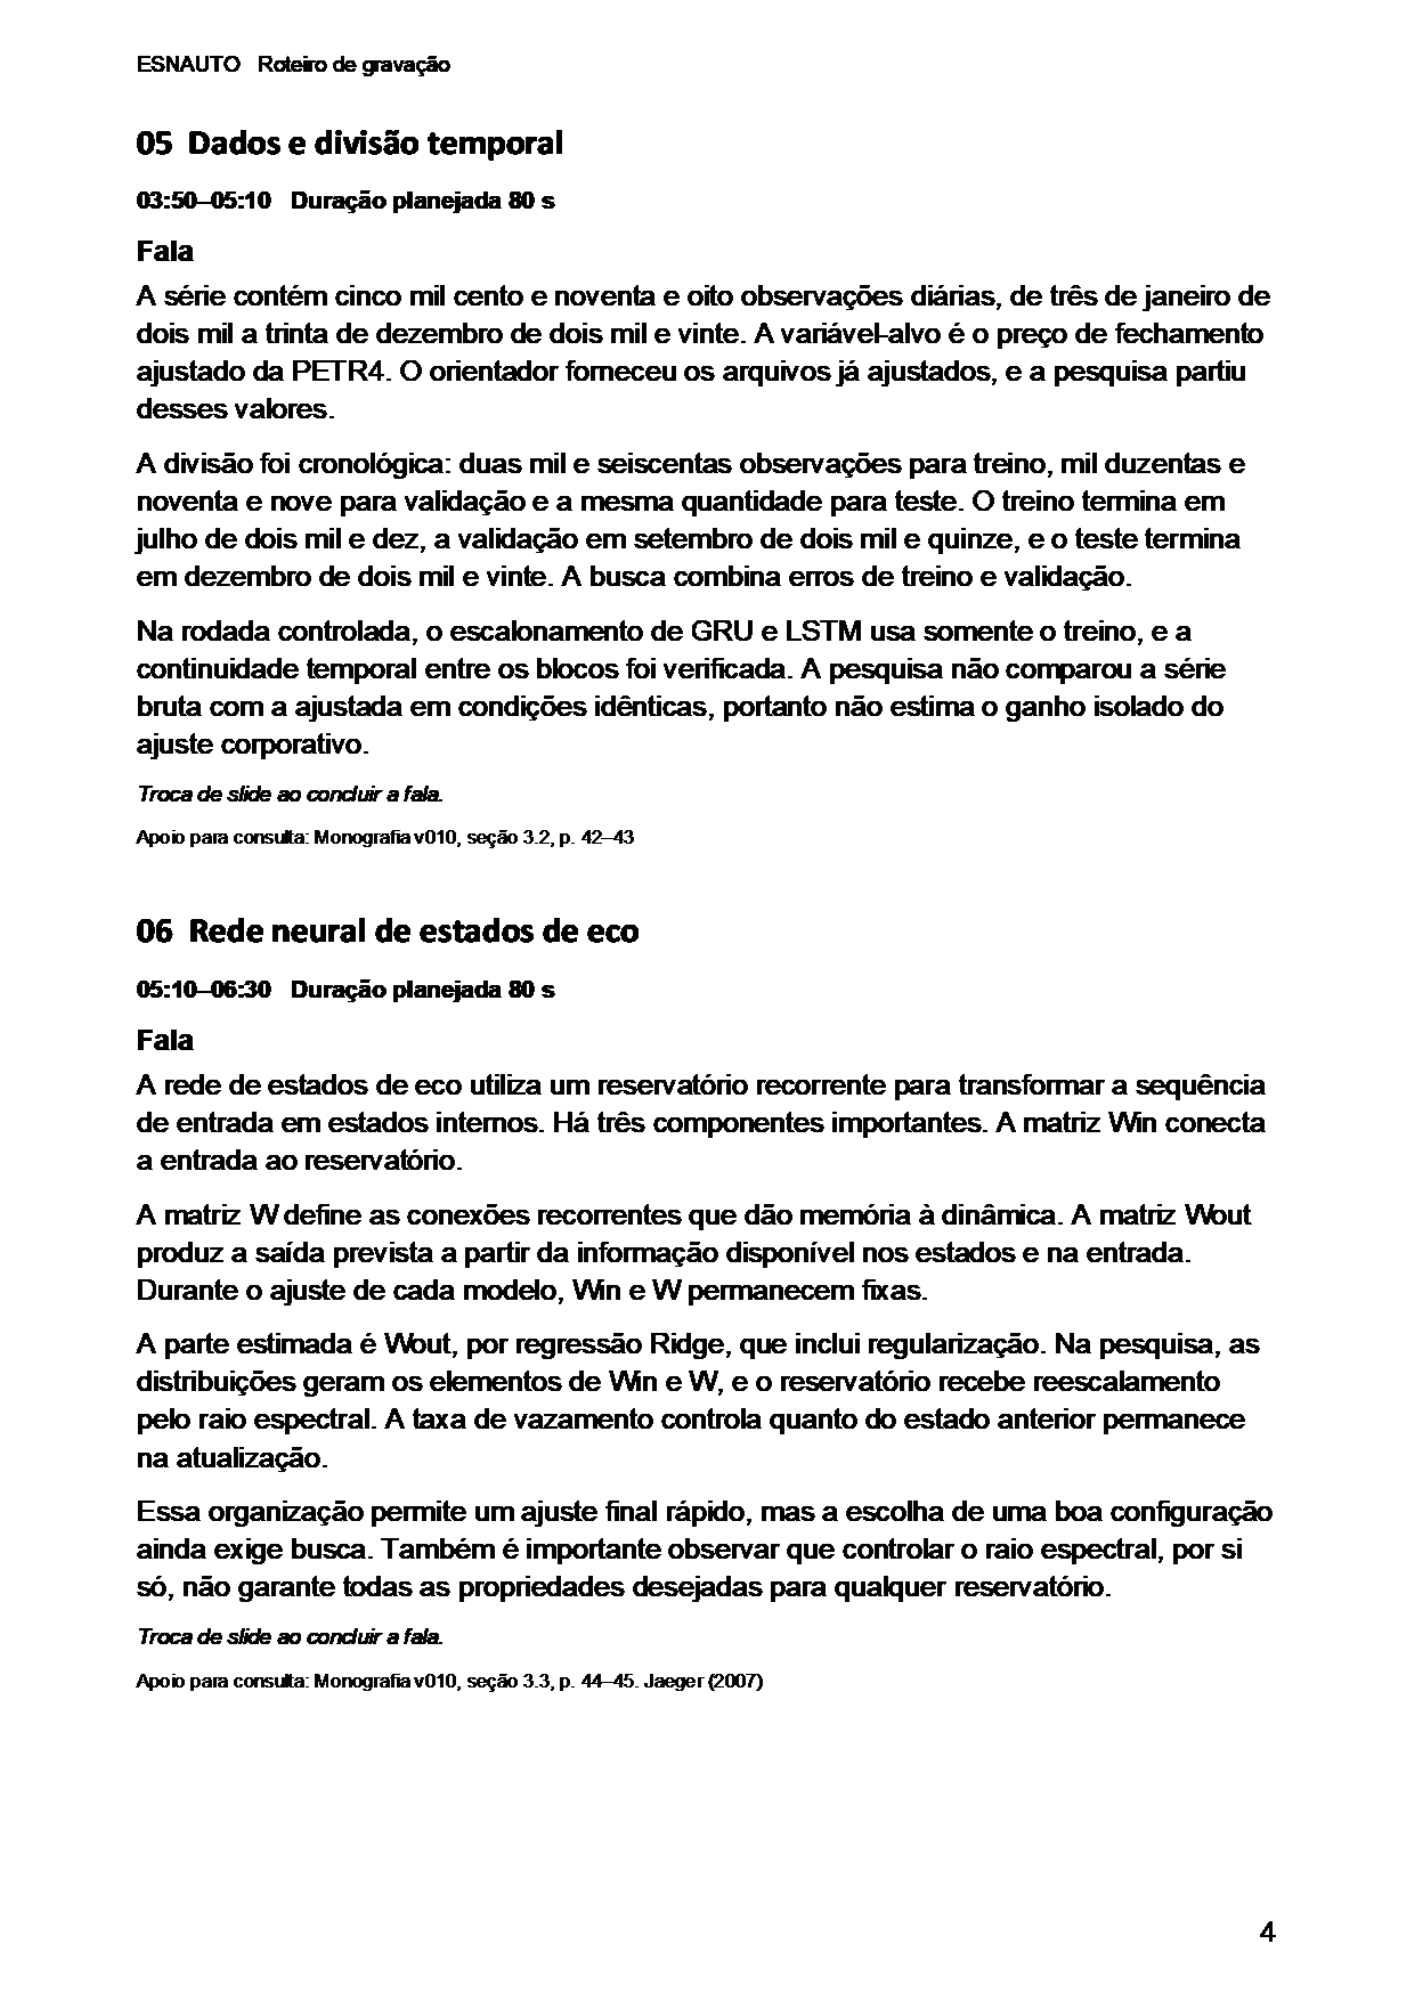 ESNAUTO Roteiro de gravação
05 Dados e divisão temporal
03:50–05:10 Duração planejada 80 s
Fala
A série contém cinco mil cento e noventa e oito observações diárias, de três de janeiro de
dois mil a trinta de dezembro de dois mil e vinte. A variável-alvo é o preço de fechamento
ajustado da PETR4. O orientador forneceu os arquivos já ajustados, e a pesquisa partiu
desses valores.
A divisão foi cronológica: duas mil e seiscentas observações para treino, mil duzentas e
noventa e nove para validação e a mesma quantidade para teste. O treino termina em
julho de dois mil e dez, a validação em setembro de dois mil e quinze, e o teste termina
em dezembro de dois mil e vinte. A busca combina erros de treino e validação.
Na rodada controlada, o escalonamento de GRU e LSTM usa somente o treino, e a
continuidade temporal entre os blocos foi verificada. A pesquisa não comparou a série
bruta com a ajustada em condições idênticas, portanto não estima o ganho isolado do
ajuste corporativo.
Troca de slide ao concluir a fala.
Apoio para consulta: Monografia v010, seção 3.2, p. 42–43
06 Rede neural de estados de eco
05:10–06:30 Duração planejada 80 s
Fala
A rede de estados de eco utiliza um reservatório recorrente para transformar a sequência
de entrada em estados internos. Há três componentes importantes. A matriz Win conecta
a entrada ao reservatório.
A matriz W define as conexões recorrentes que dão memória à dinâmica. A matriz Wout
produz a saída prevista a partir da informação disponível nos estados e na entrada.
Durante o ajuste de cada modelo, Win e W permanecem fixas.
A parte estimada é Wout, por regressão Ridge, que inclui regularização. Na pesquisa, as
distribuições geram os elementos de Win e W, e o reservatório recebe reescalamento
pelo raio espectral. A taxa de vazamento controla quanto do estado anterior permanece
na atualização.
Essa organização permite um ajuste final rápido, mas a escolha de uma boa configuração
ainda exige busca. Também é importante observar que controlar o raio espectral, por si
só, não garante todas as propriedades desejadas para qualquer reservatório.
Troca de slide ao concluir a fala.
Apoio para consulta: Monografia v010, seção 3.3, p. 44–45. Jaeger (2007)
4